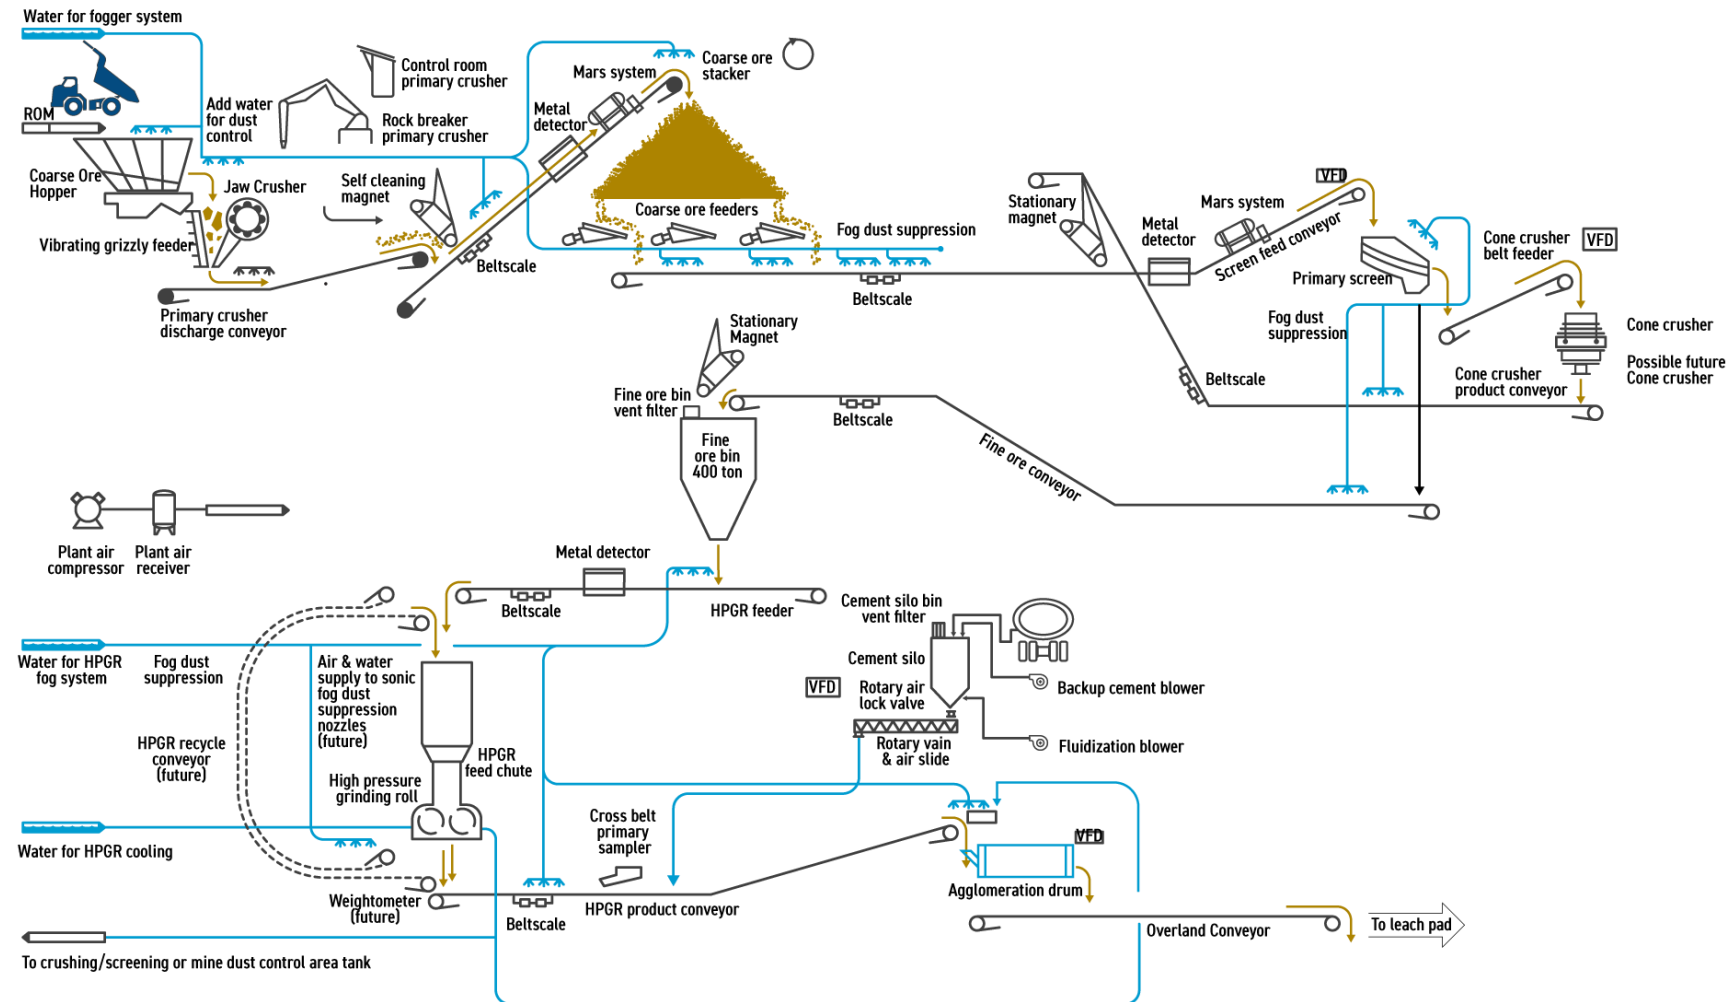 Water for fogger system
ROM
Add water
for dust
control
Control room
primary crusher
Rock breaker
primary crusher
Mars system
Metal
detector
Coarse ore
stacker
Coarse Ore
Hopper
Jaw Crusher
Self cleaning
magnet
Vibrating grizzly feeder
Beltscale
Primary crusher
discharge conveyor
Coarse ore feeders
Fog dust suppression
Beltscale
Stationary
magnet
Metal
detector
Mars system
VFD
Screen feed conveyor
Primary screen
Cone crusher
belt feeder
VFD
Fog dust
suppression
Cone crusher
Possible future
Cone crusher
Beltscale
Cone crusher
product conveyor
Stationary
Magnet
Fine ore bin
vent filter
Fine
ore bin
400 ton
Beltscale
Fine ore conveyor
Plant air
compressor
Plant air
receiver
Metal detector
Beltscale
HPGR feeder
Water for HPGR
fog system
Fog dust
suppression
Air & water
supply to sonic
fog dust
suppression
nozzles
(future)
HPGR recycle
conveyor
(future)
HPGR
feed chute
High pressure
grinding roll
Cement silo bin
vent filter
Cement silo
VFD
Rotary air
lock valve
Rotary vain
& air slide
Backup cement blower
Fluidization blower
Water for HPGR cooling
Cross belt
primary
sampler
VFD
Agglomeration drum
Weightometer
(future)
Beltscale
HPGR product conveyor
Overland Conveyor
To leach pad
To crushing/screening or mine dust control area tank